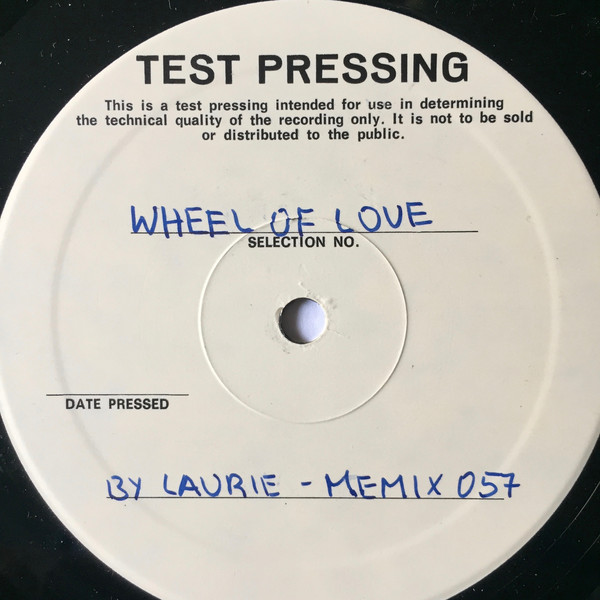 TEST PRESSING
This is a test pressing intended for use in determining
the technical quality of the recording only. It is not to be sold
or distributed to the public.
WHEEL OF LOVE
SELECTION NO.
DATE PRESSED
BY LAURIE - MEMIX 057